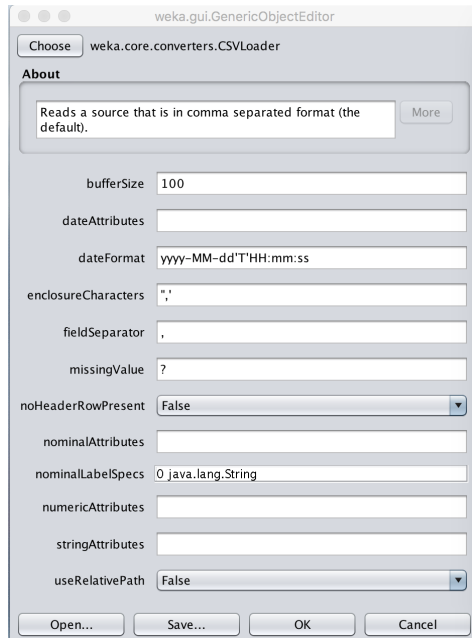 weka.gui.GenericObjectEditor
Choose weka.core.converters.CSVLoader
About
Reads a source that is in comma separated format (the
default).
More
bufferSize 100
dateAttributes
dateFormat yyyy-MM-dd'T'HH:mm:ss
enclosureCharacters ",'
fieldSeparator ,
missingValue ?
noHeaderRowPresent False
nominalAttributes
nominalLabelSpecs 0 java.lang.String
numericAttributes
stringAttributes
useRelativePath False
Open... Save... OK Cancel